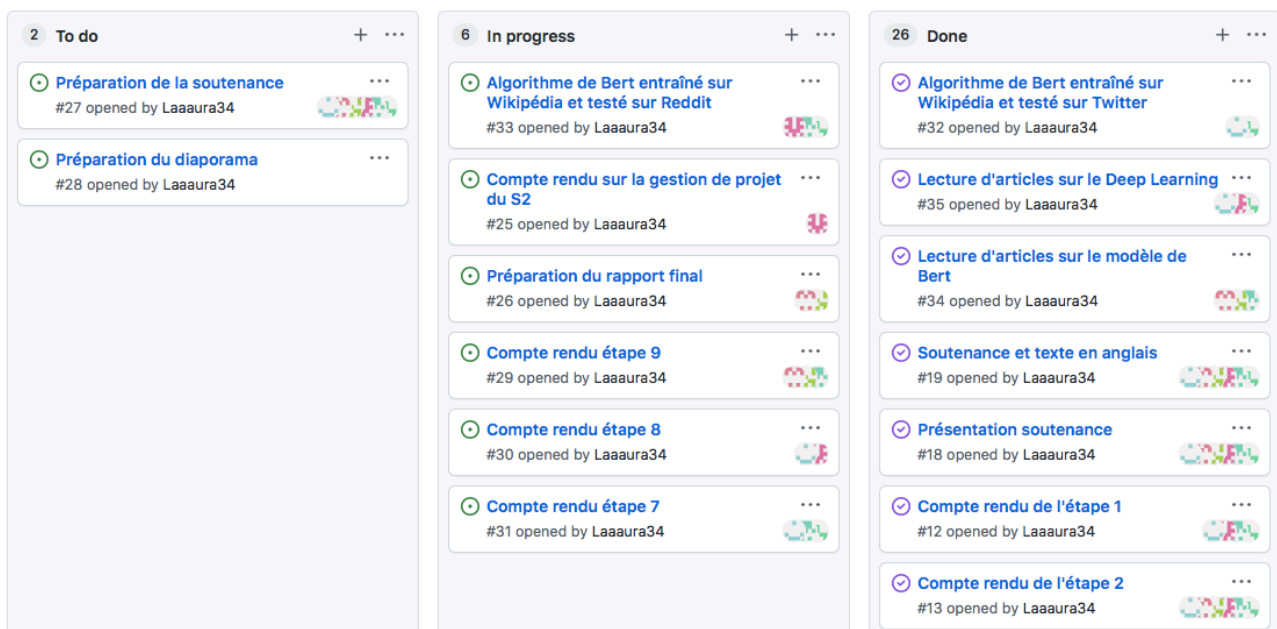 2 To do
Préparation de la soutenance
#27 opened by Laaaura34
Préparation du diaporama
#28 opened by Laaaura34
6 In progress
Algorithme de Bert entraîné sur
Wikipédia et testé sur Reddit
#33 opened by Laaaura34
Compte rendu sur la gestion de projet
du S2
#25 opened by Laaaura34
Préparation du rapport final
#26 opened by Laaaura34
Compte rendu étape 9
#29 opened by Laaaura34
Compte rendu étape 8
#30 opened by Laaaura34
Compte rendu étape 7
#31 opened by Laaaura34
26 Done
Algorithme de Bert entraîné sur
Wikipédia et testé sur Twitter
#32 opened by Laaaura34
Lecture d'articles sur le Deep Learning
#35 opened by Laaaura34
Lecture d'articles sur le modèle de
Bert
#34 opened by Laaaura34
Soutenance et texte en anglais
#19 opened by Laaaura34
Présentation soutenance
#18 opened by Laaaura34
Compte rendu de l'étape 1
#12 opened by Laaaura34
Compte rendu de l'étape 2
#13 opened by Laaaura34